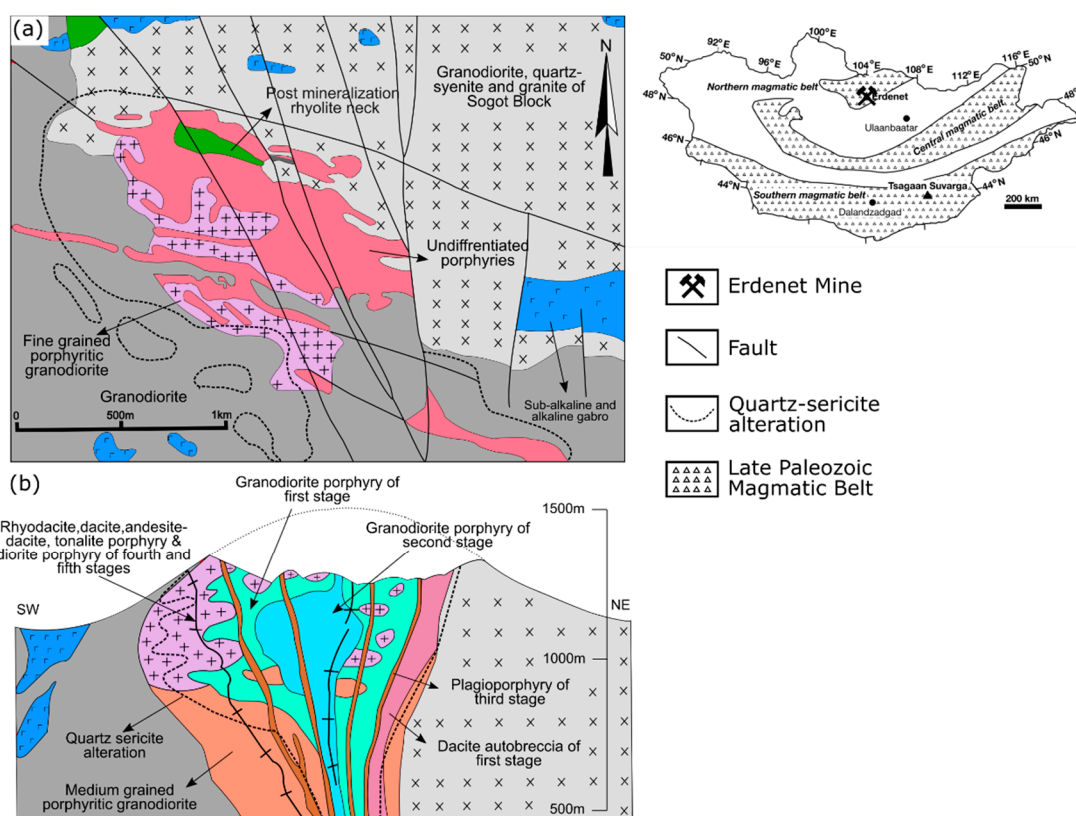 (a)
N
Granodiorite, quartz-
syenite and granite of
Sogot Block
Post mineralization
rhyolite neck
Undiffrentiated
porphyries
Fine grained
porphyritic
granodiorite
Granodiorite
0 500m 1km
Sub-alkaline and
alkaline gabro
100°E
92°E
96°E
104°E
108°E
112°E
116°E
50°N
50°N
48°N
48°
46°N
46°N
44°N
44°N
Northern magmatic belt
Erdenet
Ulaanbaatar
Central magmatic belt
Tsagaan Suvarga
Southern magmatic belt
Dalandzadgad
200 km
Erdenet Mine
Fault
Quartz-sericite
alteration
Late Paleozoic
Magmatic Belt
(b)
Granodiorite porphyry of
first stage
Rhyodacite,dacite,andesite-
dacite, tonalite porphyry &
diorite porphyry of fourth and
fifth stages
Granodiorite porphyry of
second stage
1500m
SW
NE
1000m
Plagioporphyry of
third stage
Quartz sericite
alteration
Dacite autobreccia of
first stage
Medium grained
porphyritic granodiorite
500m